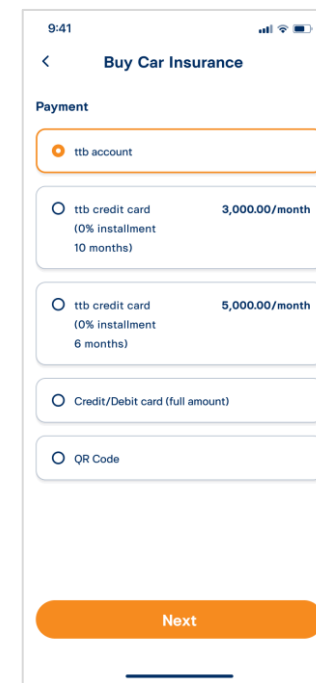 9:41
Buy Car Insurance
Payment
ttb account
ttb credit card 3,000.00/month
(0% installment
10 months)
ttb credit card 5,000.00/month
(0% installment
6 months)
Credit/Debit card (full amount)
QR Code
Next